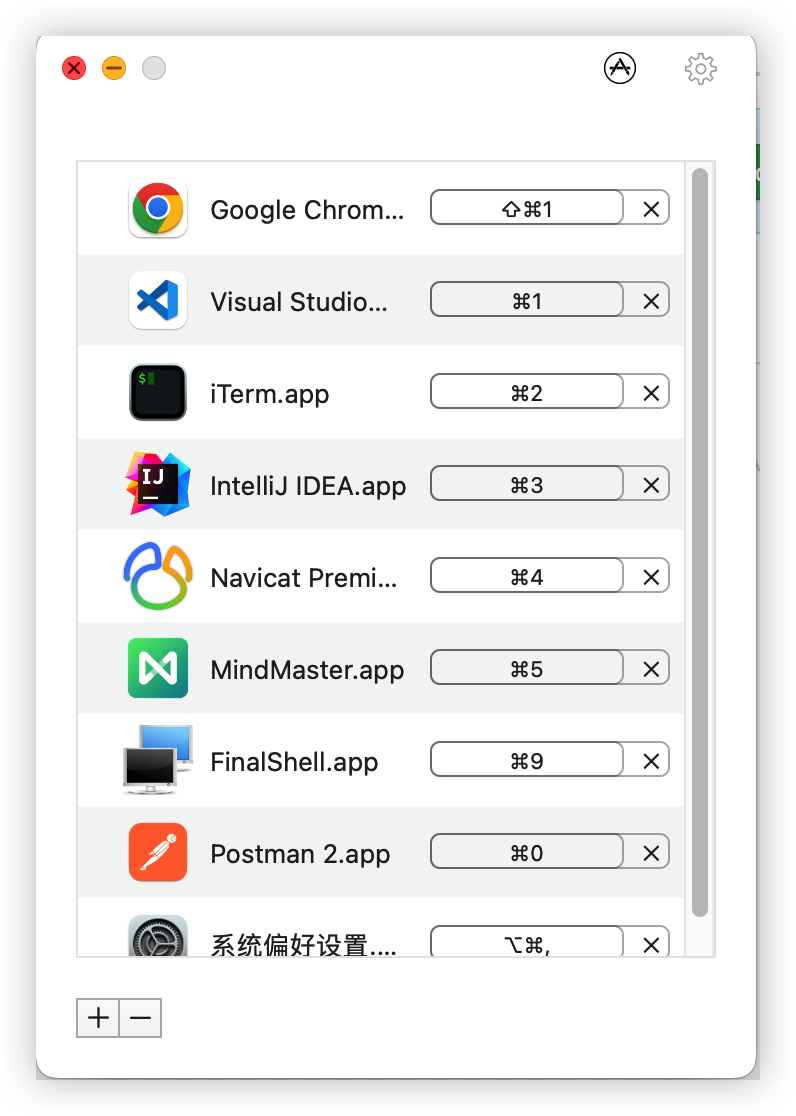 Google Chrom... ⇧⌘1
Visual Studio... ⌘1
$
iTerm.app ⌘2
IJ
IntelliJ IDEA.app ⌘3
Navicat Premi... ⌘4
MindMaster.app ⌘5
FinalShell.app ⌘9
Postman 2.app ⌘0
系统偏好设置.... ⌥⌘,